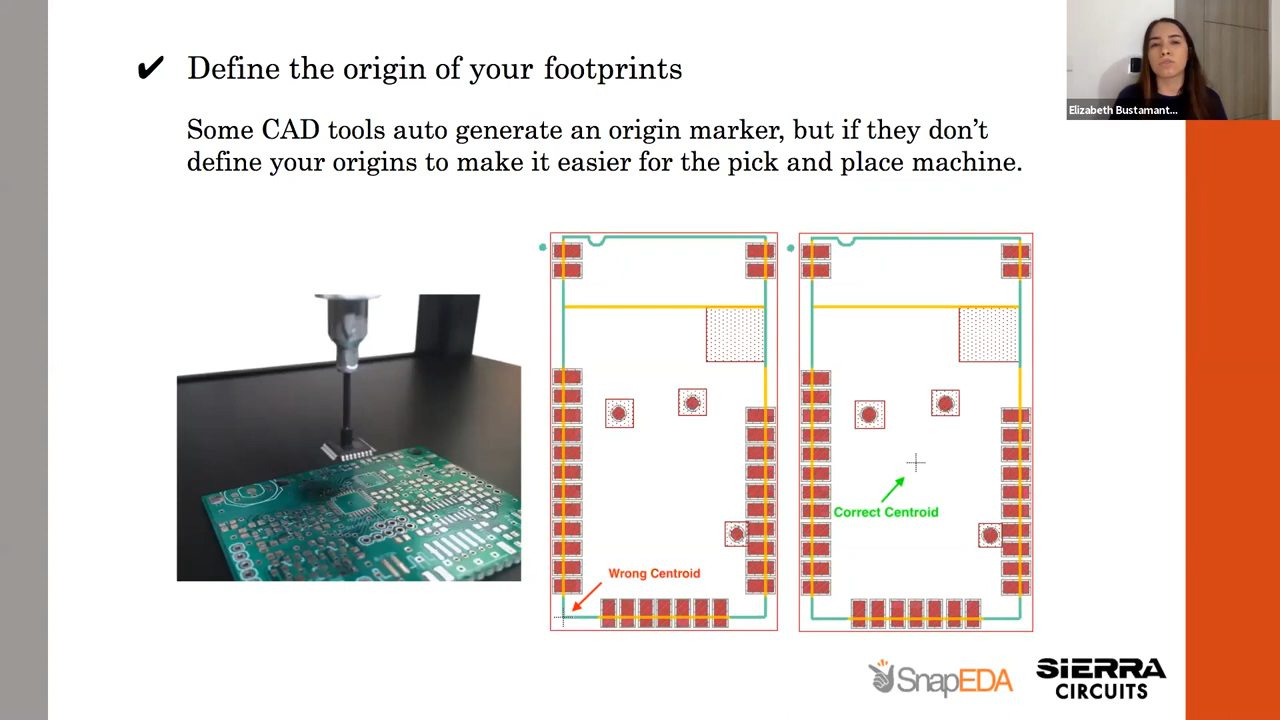 ✔ Define the origin of your footprints
Some CAD tools auto generate an origin marker, but if they don't
define your origins to make it easier for the pick and place machine.
Elizabeth Bustamant...
Correct Centroid
Wrong Centroid
SnapEDA
SIERRA
CIRCUITS